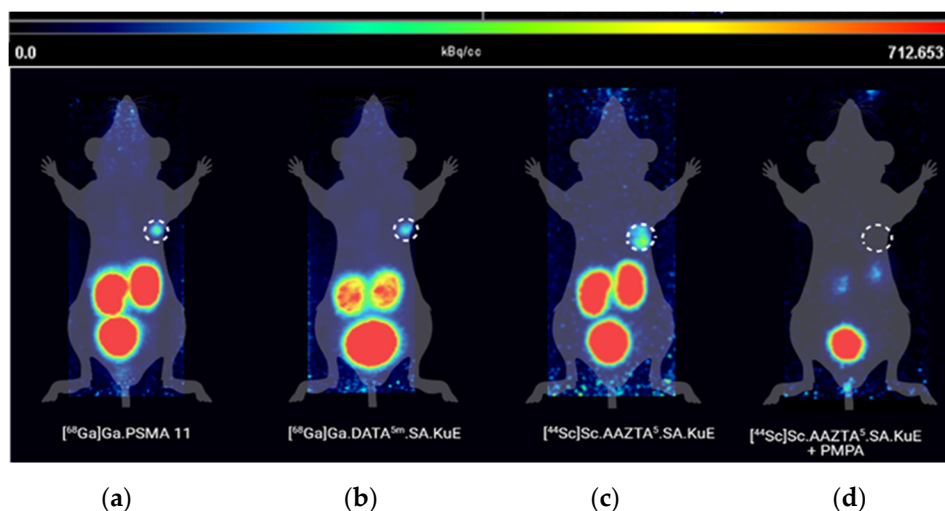 0.0 kBq/cc 712.653
[⁶⁸Ga]Ga.PSMA 11 [⁶⁸Ga]Ga.DATA⁵ᵐ.SA.KuE [⁴⁴Sc]Sc.AAZTA⁵.SA.KuE [⁴⁴Sc]Sc.AAZTA⁵.SA.KuE
+ PMPA
(a) (b) (c) (d)